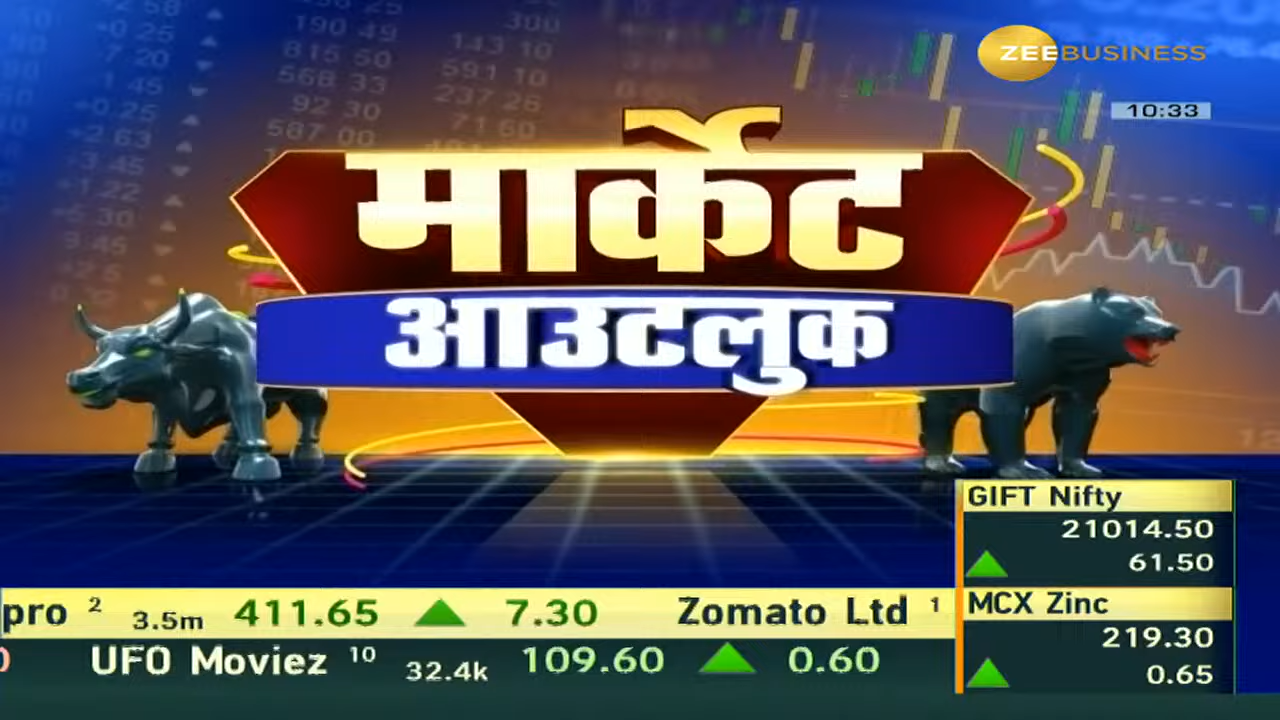 ZEEBUSINESS
10:33
मार्केट
आउटलुक
GIFT Nifty
21014.50
61.50
MCX Zinc
219.30
0.65
pro 2 3.5m 411.65 7.30 Zomato Ltd 1
UFO Moviez 10 32.4k 109.60 0.60